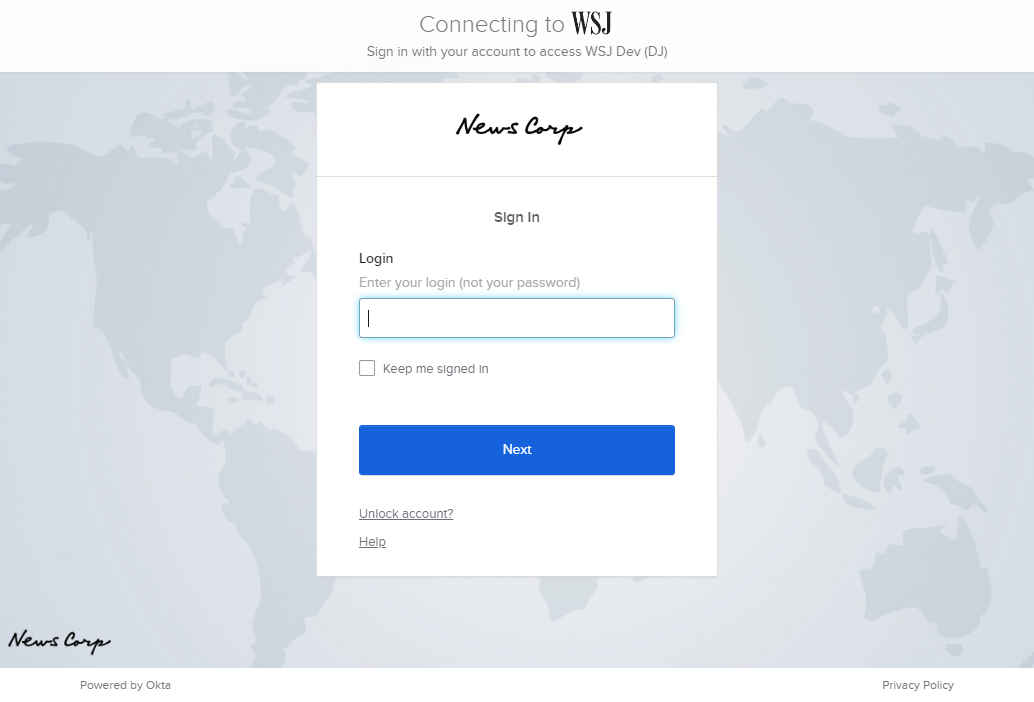 Connecting to WSJ
Sign in with your account to access WSJ Dev (DJ)
News Corp
Sign In
Login
Enter your login (not your password)
Keep me signed in
Next
Unlock account?
Help
News Corp
Powered by Okta
Privacy Policy